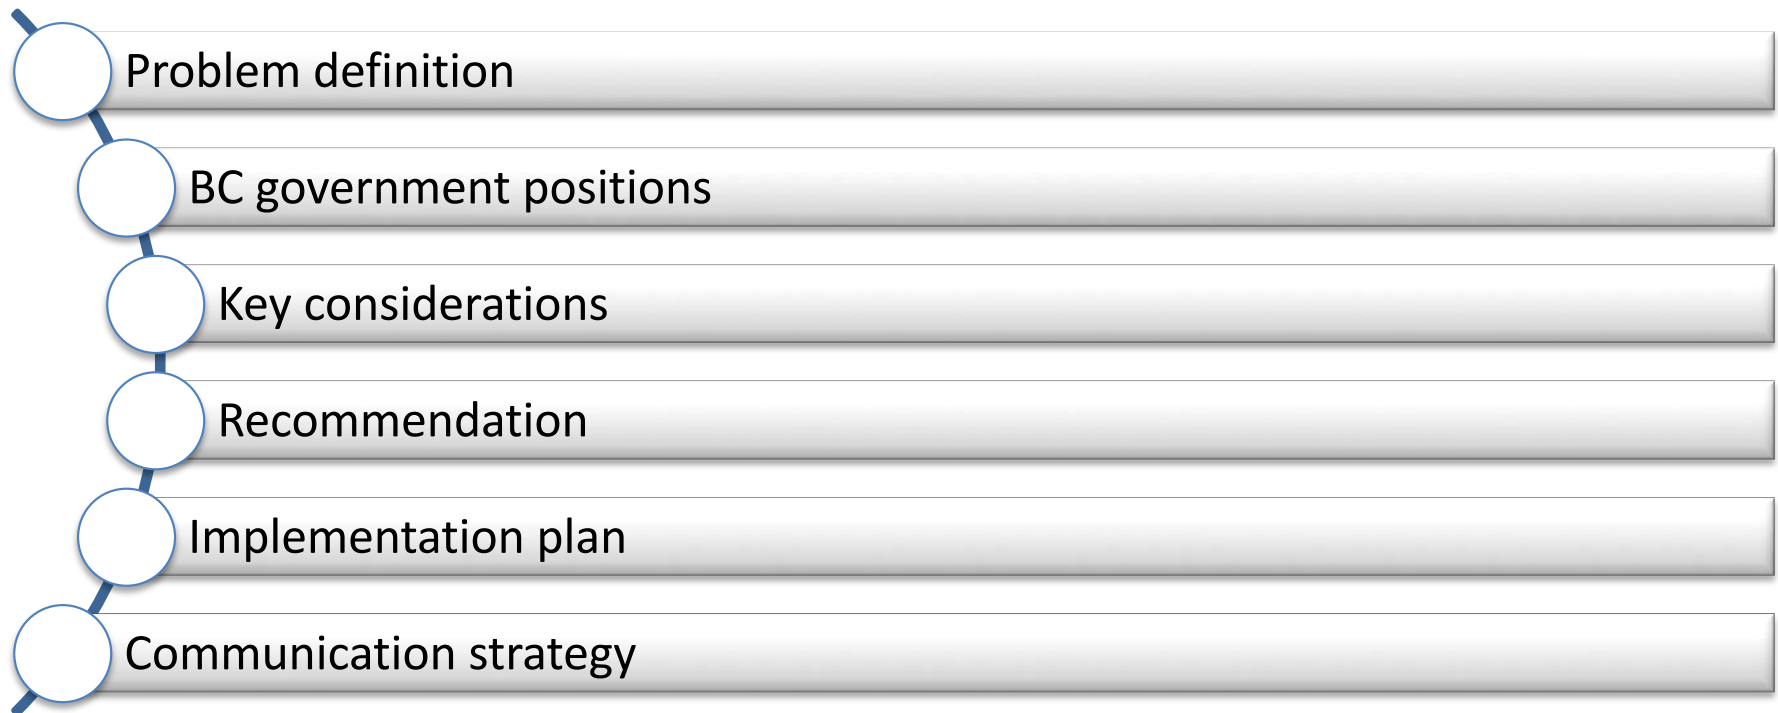 Problem definition
BC government positions
Key considerations
Recommendation
Implementation plan
Communication strategy